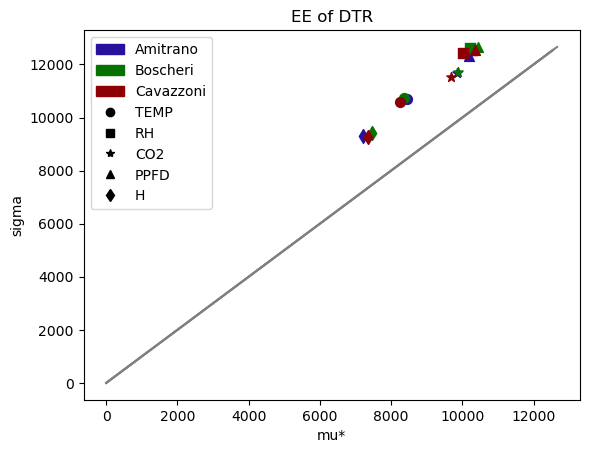 EE of DTR
Amitrano
Boscheri
Cavazzoni
TEMP
RH
CO2
PPFD
H
12000
10000
8000
6000
4000
2000
0
sigma
0 2000 4000 6000 8000 10000 12000
mu*